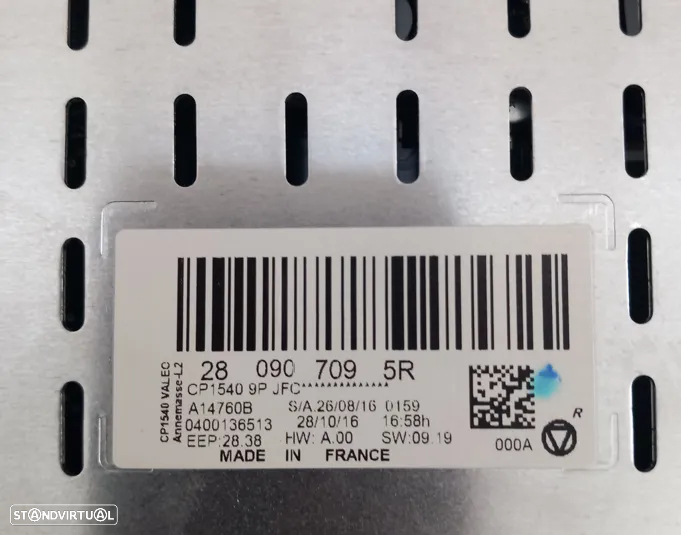 28 090 709 5R
CP1540 VALEO
Annemasse-L2
CP1540 9P JFC***************
A14760B S/A.26/08/16 0159
0400136513 28/10/16 16:58h
EEP:28.38 HW: A.00 SW:09.19
MADE IN FRANCE
000A
R
STANDVIRTUAL